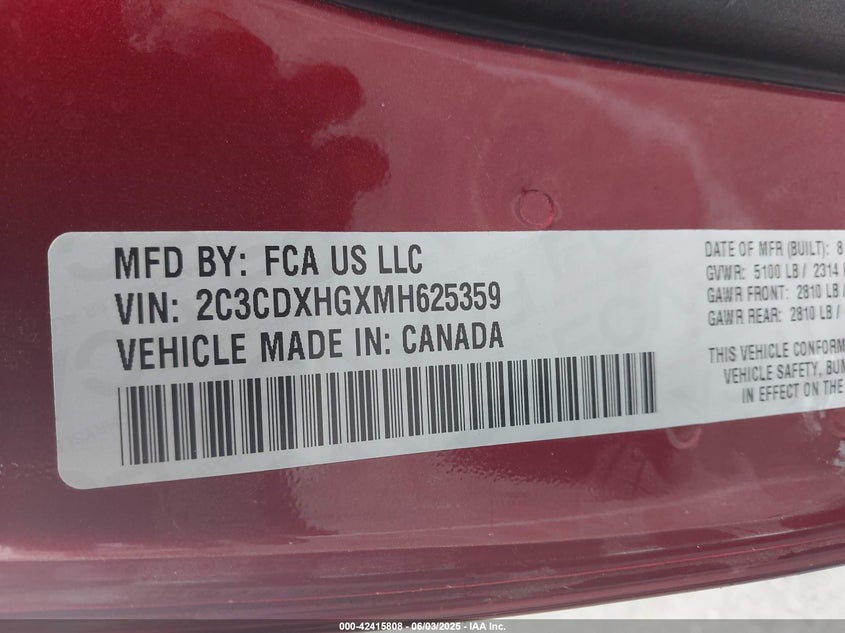 MFD BY: FCA US LLC
VIN: 2C3CDXHGXMH625359
VEHICLE MADE IN: CANADA
DATE OF MFR (BUILT): 8
GVWR: 5100 LB / 2314
GAWR FRONT: 2810 LB /
GAWR REAR: 2810 LB /
THIS VEHICLE CONFORM
VEHICLE SAFETY, BUM
IN EFFECT ON THE
000-42415808 - 06/03/2025 - IAA Inc.